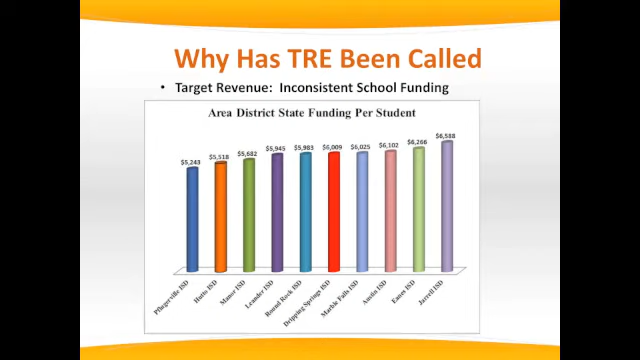 Why Has TRE Been Called
• Target Revenue: Inconsistent School Funding
Area District State Funding Per Student
$5,243 $5,518 $5,682 $5,945 $5,983 $6,009 $6,025 $6,102 $6,266 $6,588
Pflugerville ISD Hutto ISD Manor ISD Leander ISD Round Rock ISD Dripping Springs ISD Marble Falls ISD Austin ISD Eanes ISD Jarrell ISD